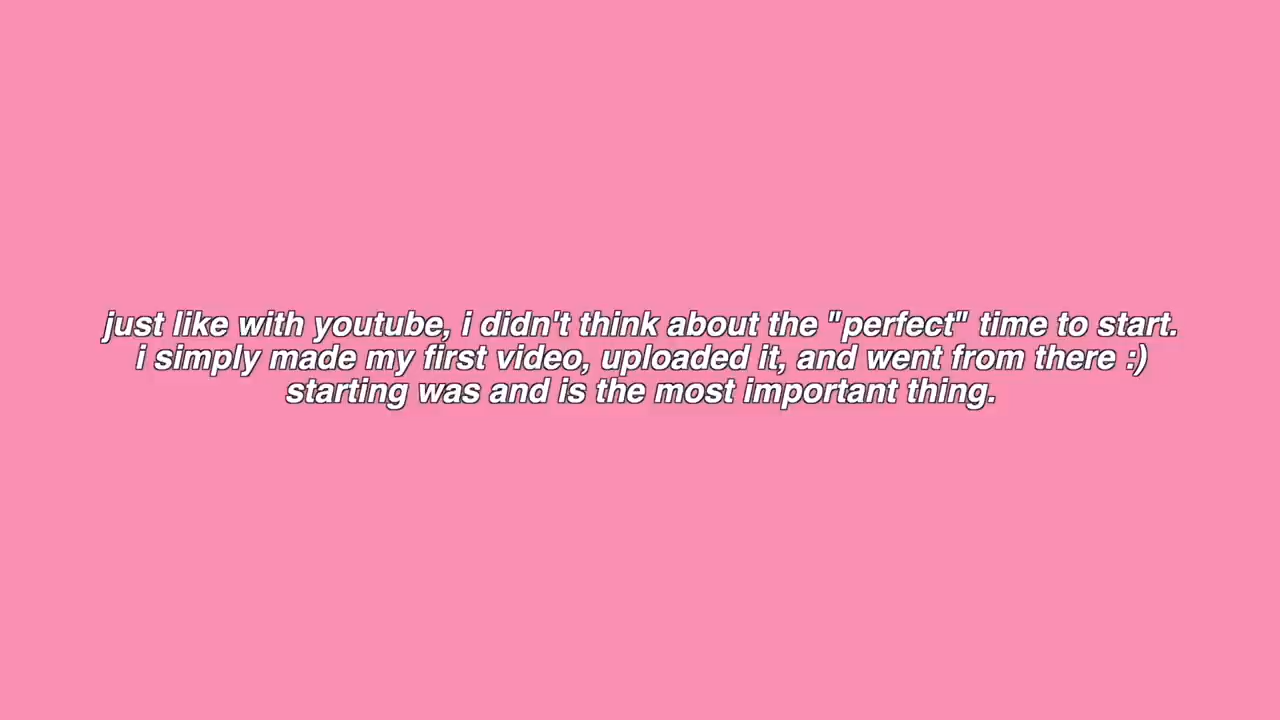 just like with youtube, i didn't think about the "perfect" time to start.
i simply made my first video, uploaded it, and went from there :)
starting was and is the most important thing.